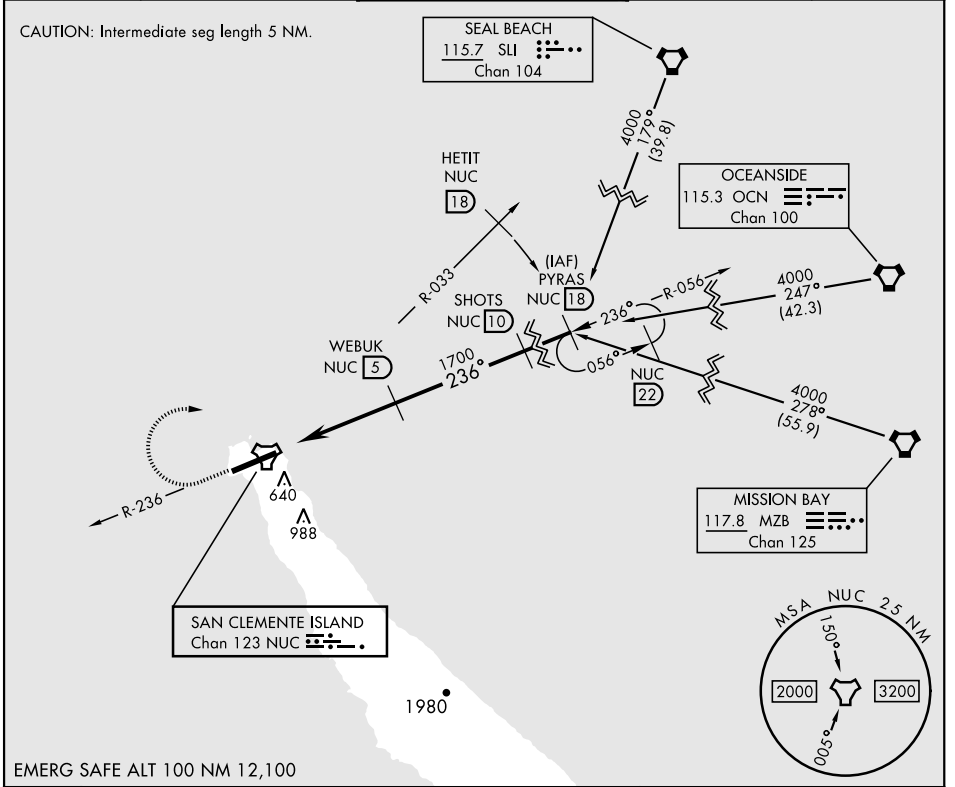 CAUTION: Intermediate seg length 5 NM.
SEAL BEACH
115.7 SLI
Chan 104
4000
179°
(39.8)
HETIT
NUC
18
OCEANSIDE
115.3 OCN
Chan 100
R-033
(IAF)
PYRAS
NUC 18
R-056
236°
4000
247°
(42.3)
SHOTS
NUC 10
056°
WEBUK
NUC 5
1700
236°
NUC
22
4000
278°
(55.9)
R-236
640
988
MISSION BAY
117.8 MZB
Chan 125
SAN CLEMENTE ISLAND
Chan 123 NUC
MSA NUC 25 NM
150°
2000
3200
005°
1980
EMERG SAFE ALT 100 NM 12,100